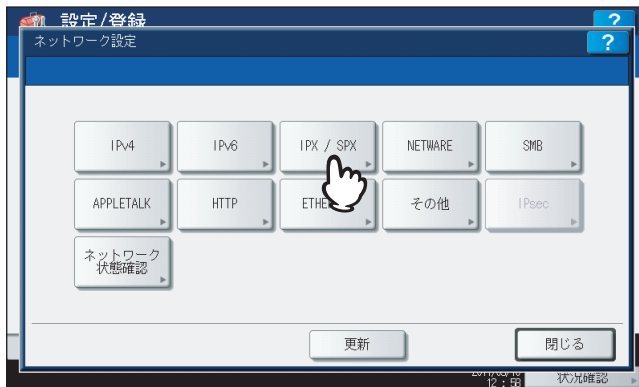 設定/登録
?
ネットワーク設定
?
IPv4
IPv6
IPX / SPX
NETWARE
SMB
APPLETALK
HTTP
その他
IPsec
ネットワーク
状態確認
更新
閉じる
12:58
状況確認